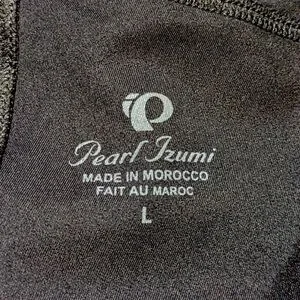 Pearl Izumi
MADE IN MOROCCO
FAIT AU MAROC
L